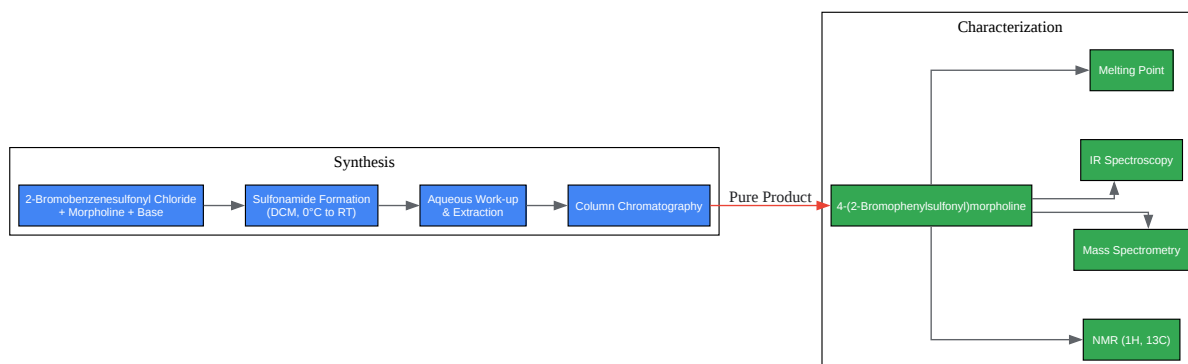 Synthesis
2-Bromobenzenesulfonyl Chloride
+ Morpholine + Base
Sulfonamide Formation
(DCM, 0°C to RT)
Aqueous Work-up
& Extraction
Column Chromatography
Pure Product
Characterization
4-(2-Bromophenylsulfonyl)morpholine
Melting Point
IR Spectroscopy
Mass Spectrometry
NMR (1H, 13C)